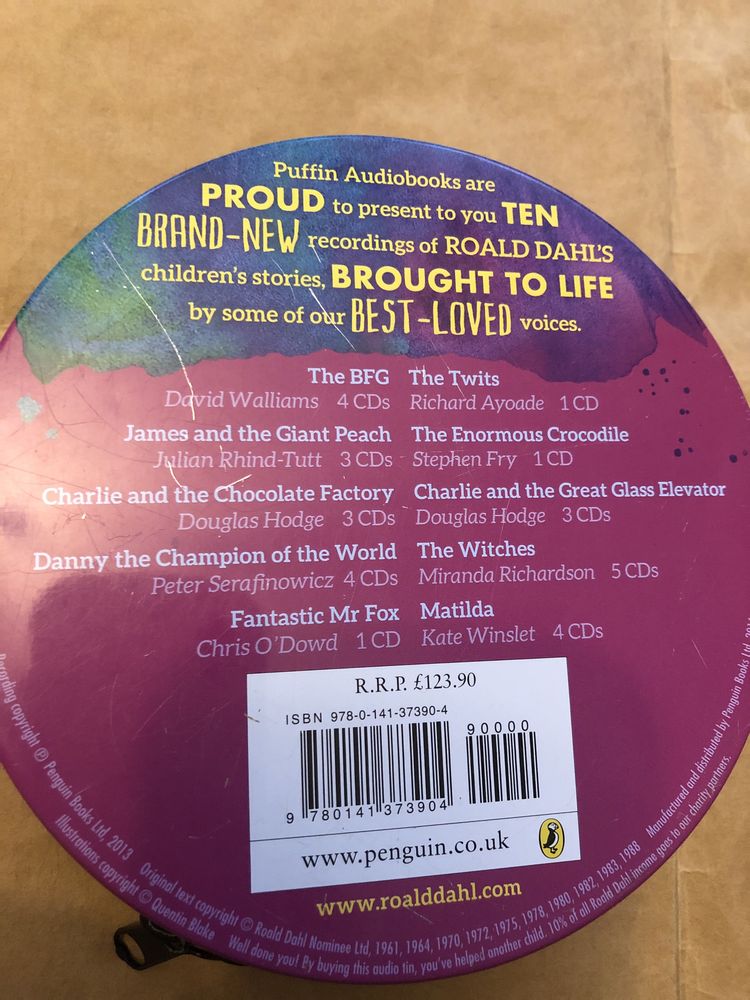 Puffin Audiobooks are
PROUD to present to you TEN
BRAND-NEW recordings of ROALD DAHL'S
children's stories, BROUGHT TO LIFE
by some of our BEST-LOVED voices.
The BFG The Twits
David Walliams 4 CDs Richard Ayoade 1 CD
James and the Giant Peach The Enormous Crocodile
Julian Rhind-Tutt 3 CDs Stephen Fry 1 CD
Charlie and the Chocolate Factory Charlie and the Great Glass Elevator
Douglas Hodge 3 CDs Douglas Hodge 3 CDs
Danny the Champion of the World The Witches
Peter Serafinowicz 4 CDs Miranda Richardson 5 CDs
Fantastic Mr Fox Matilda
Chris O'Dowd 1 CD Kate Winslet 4 CDs
R.R.P. £123.90
ISBN 978-0-141-37390-4
90000
9 780141 373904
www.penguin.co.uk
www.roalddahl.com
Recording copyright ℗ Penguin Books Ltd, 2013 Original text copyright © Roald Dahl Nominee Ltd, 1961, 1964, 1970, 1972, 1975, 1978, 1980, 1982, 1983, 1988 Manufactured and distributed by Penguin Books Ltd
Illustrations copyright © Quentin Blake Well done you! By buying this audio tin, you've helped another child. 10% of all Roald Dahl income goes to our charity partners.